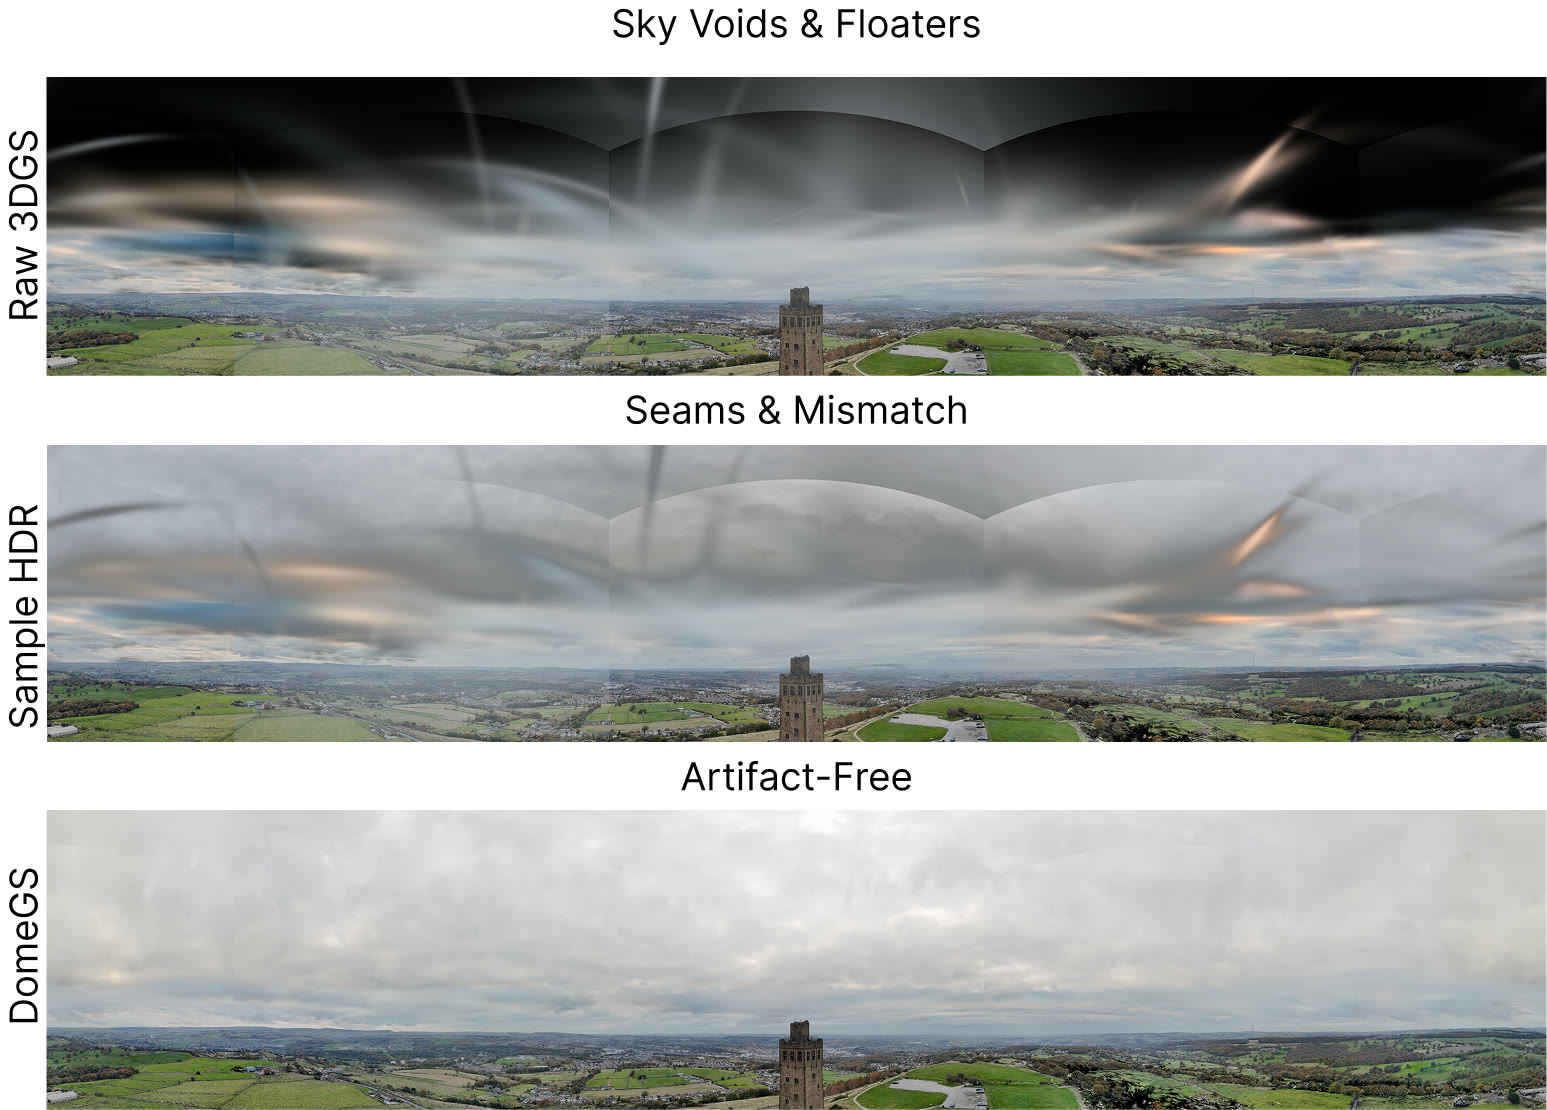 Sky Voids & Floaters
Raw 3DGS
Seams & Mismatch
Sample HDR
Artifact-Free
DomeGS